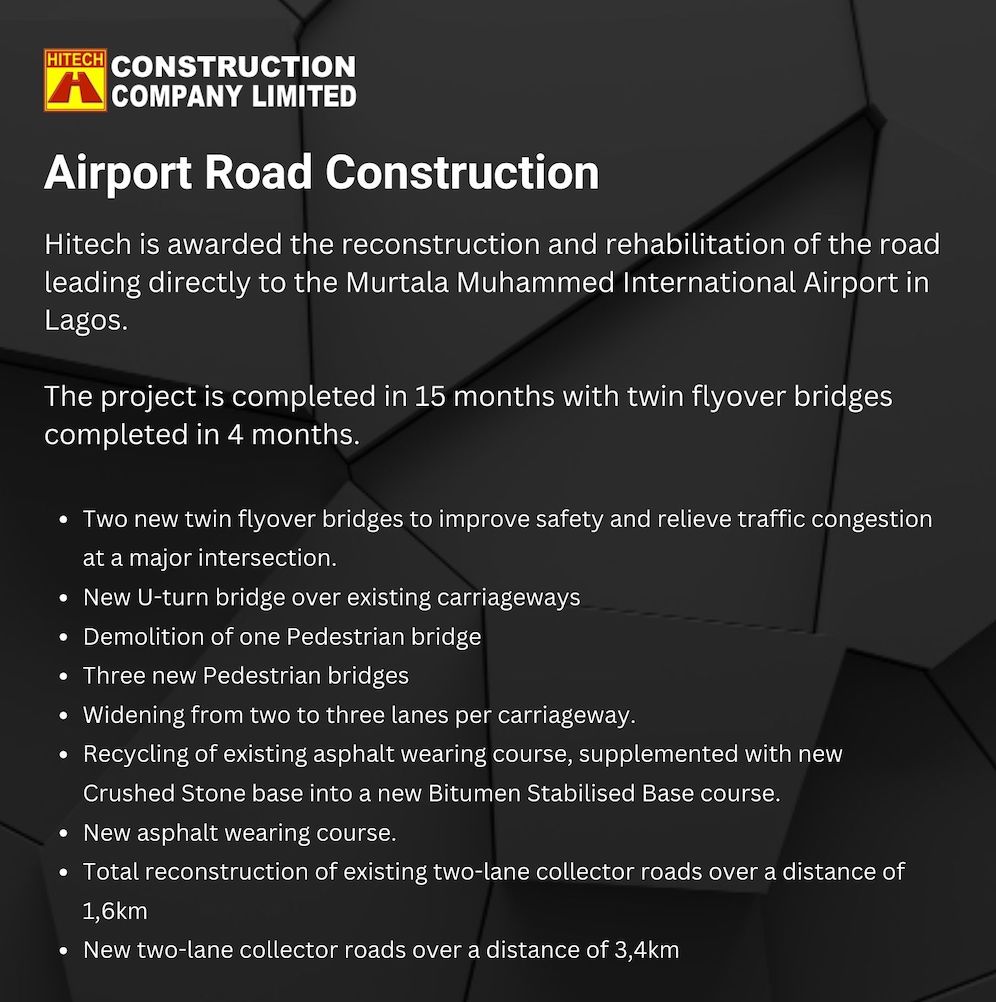 HITECH
CONSTRUCTION
COMPANY LIMITED
Airport Road Construction
Hitech is awarded the reconstruction and rehabilitation of the road
leading directly to the Murtala Muhammed International Airport in
Lagos.
The project is completed in 15 months with twin flyover bridges
completed in 4 months.
• Two new twin flyover bridges to improve safety and relieve traffic congestion
at a major intersection.
• New U-turn bridge over existing carriageways
• Demolition of one Pedestrian bridge
• Three new Pedestrian bridges
• Widening from two to three lanes per carriageway.
• Recycling of existing asphalt wearing course, supplemented with new
Crushed Stone base into a new Bitumen Stabilised Base course.
• New asphalt wearing course.
• Total reconstruction of existing two-lane collector roads over a distance of
1,6km
• New two-lane collector roads over a distance of 3,4km